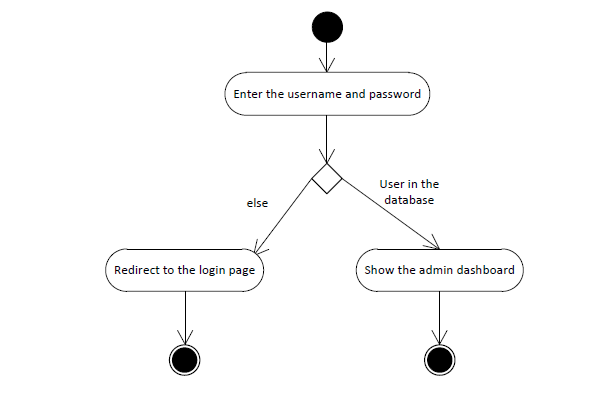 Enter the username and password
User in the
database
else
Redirect to the login page
Show the admin dashboard